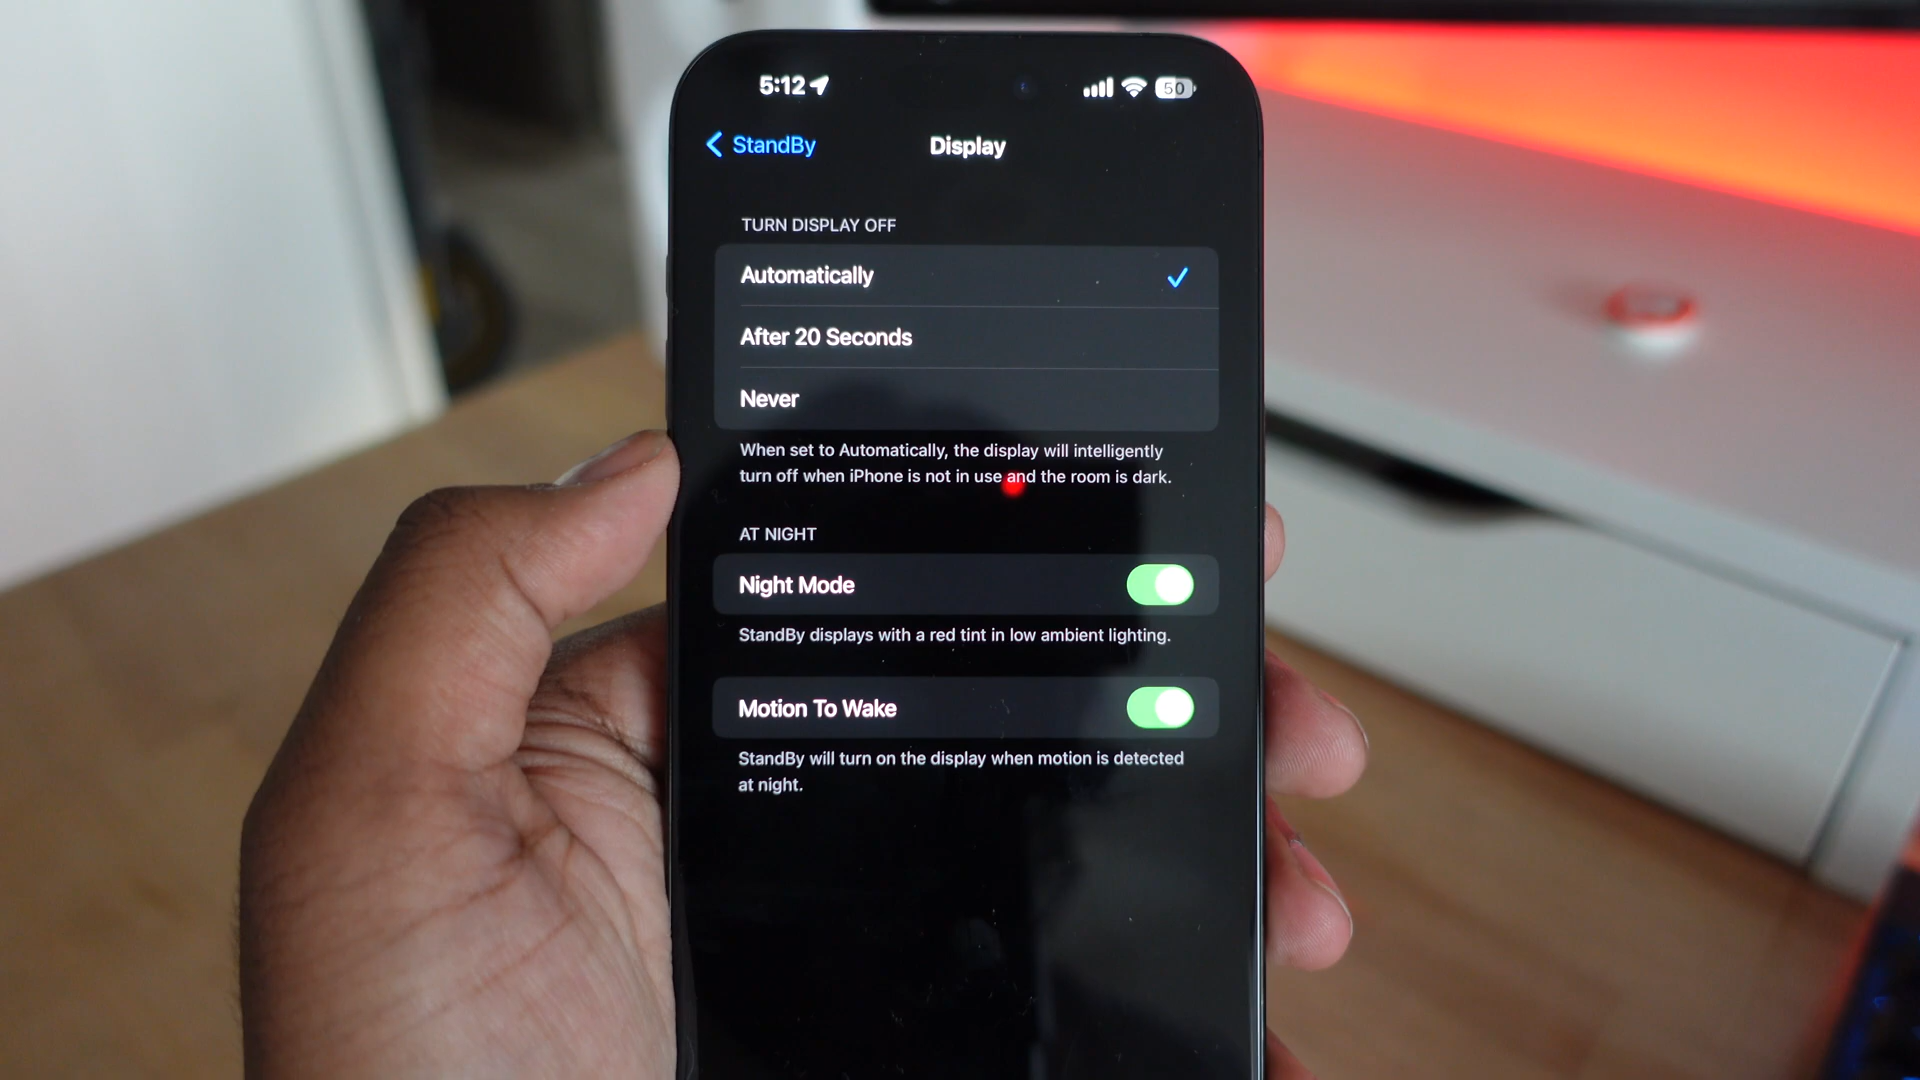 5:12
50
StandBy
Display
TURN DISPLAY OFF
Automatically
After 20 Seconds
Never
When set to Automatically, the display will intelligently
turn off when iPhone is not in use and the room is dark.
AT NIGHT
Night Mode
StandBy displays with a red tint in low ambient lighting.
Motion To Wake
StandBy will turn on the display when motion is detected
at night.